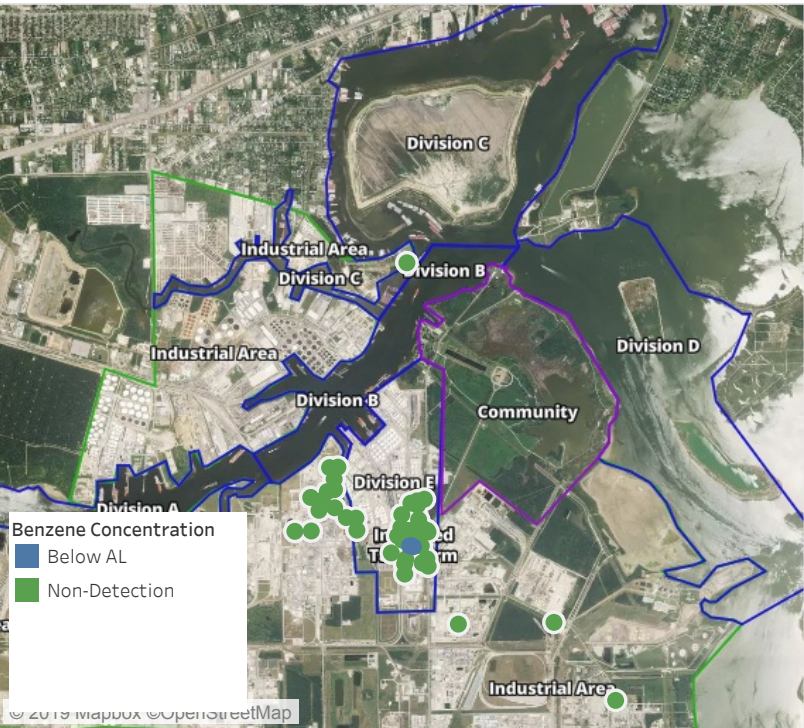 Division C
Industrial Area
Division C
Division B
Industrial Area
Division D
Division B
Community
Division E
Division A
Benzene Concentration
Below AL
Non-Detection
Industrial Area
© 2019 Mapbox ©OpenStreetMap